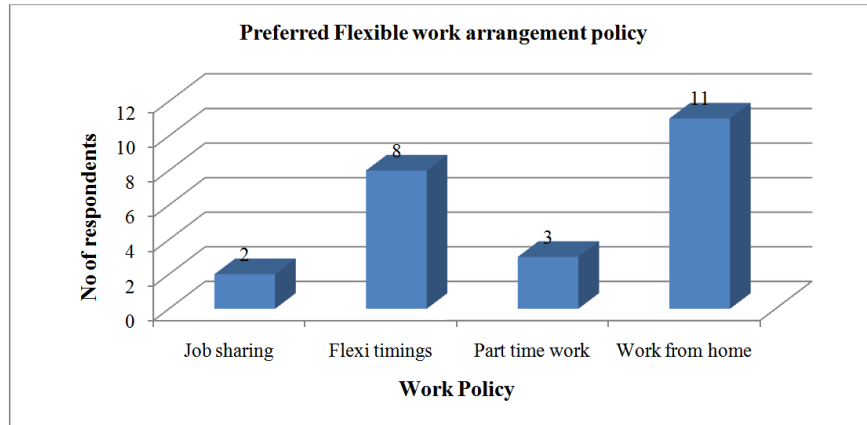 Preferred Flexible work arrangement policy
No of respondents
12
10
8
6
4
2
0
2
8
3
11
Job sharing
Flexi timings
Part time work
Work from home
Work Policy